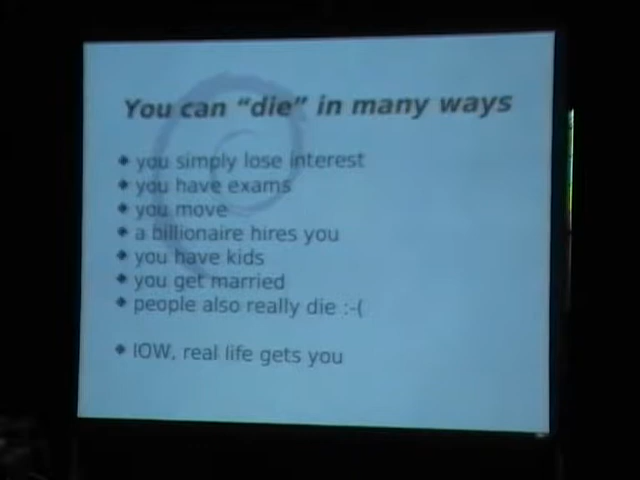 You can “die” in many ways
you simply lose interest
you have exams
you move
a billionaire hires you
you have kids
you get married
people also really die :-(
IOW, real life gets you